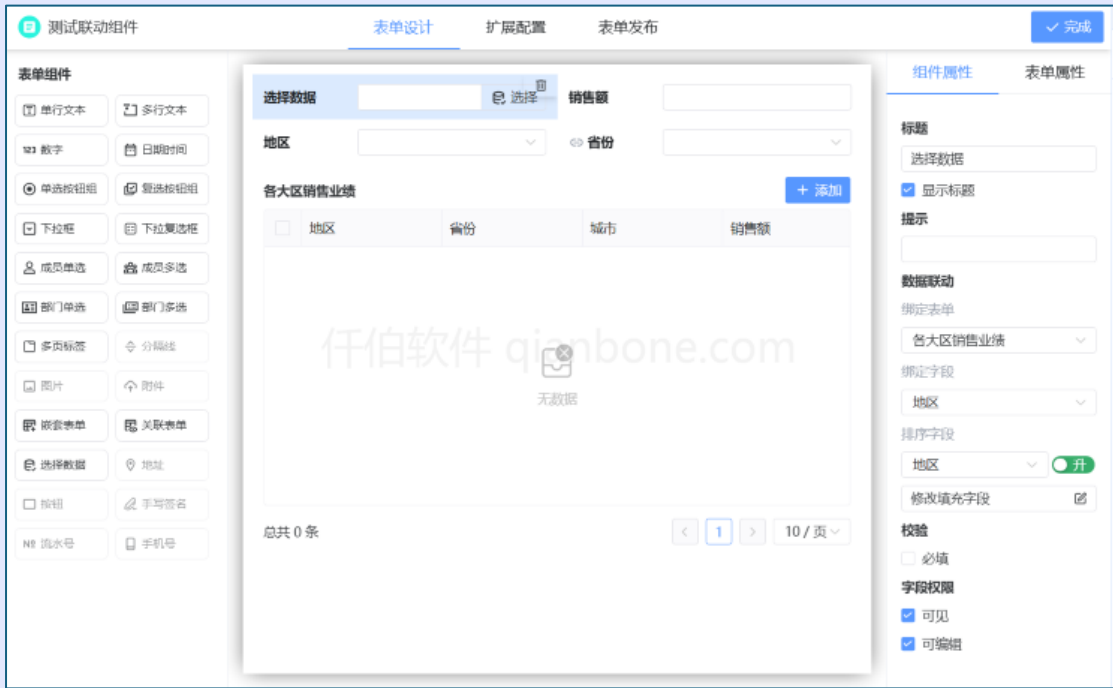 测试联动组件
表单设计 扩展配置 表单发布
完成
表单组件
单行文本 多行文本
123 数字 日期时间
单选按钮组 复选按钮组
下拉框 下拉复选框
成员单选 成员多选
部门单选 部门多选
多页标签 分隔线
图片 附件
嵌套表单 关联表单
选择数据 地址
按钮 手写签名
Nº 流水号 手机号
选择数据 选择 销售额
地区 省份
各大区销售业绩 + 添加
地区 省份 城市 销售额
仟伯软件 qianbone.com
无数据
总共 0 条 < 1 > 10 / 页
组件属性 表单属性
标题
选择数据
显示标题
提示
数据联动
绑定表单
各大区销售业绩
绑定字段
地区
排序字段
地区 升
修改填充字段
校验
必填
字段权限
可见
可编辑